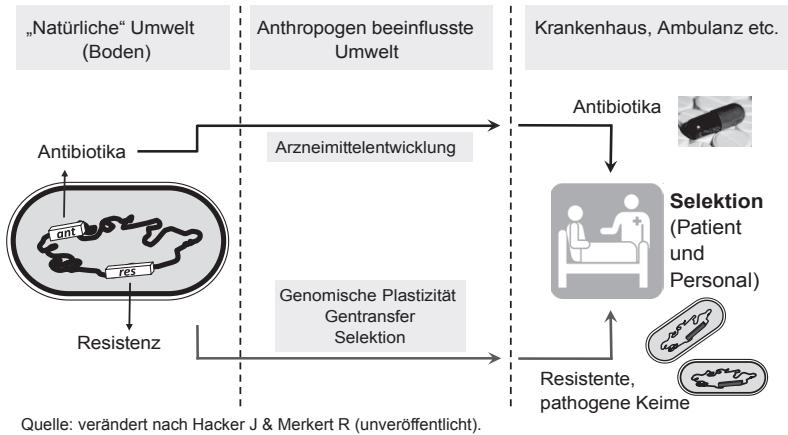 „Natürliche“ Umwelt
(Boden)
Anthropogen beeinflusste
Umwelt
Krankenhaus, Ambulanz etc.
Antibiotika
Arzneimittelentwicklung
Antibiotika
ant
res
Resistenz
Selektion
(Patient
und
Personal)
Genomische Plastizität
Gentransfer
Selektion
Resistente,
pathogene Keime
Quelle: verändert nach Hacker J & Merkert R (unveröffentlicht).